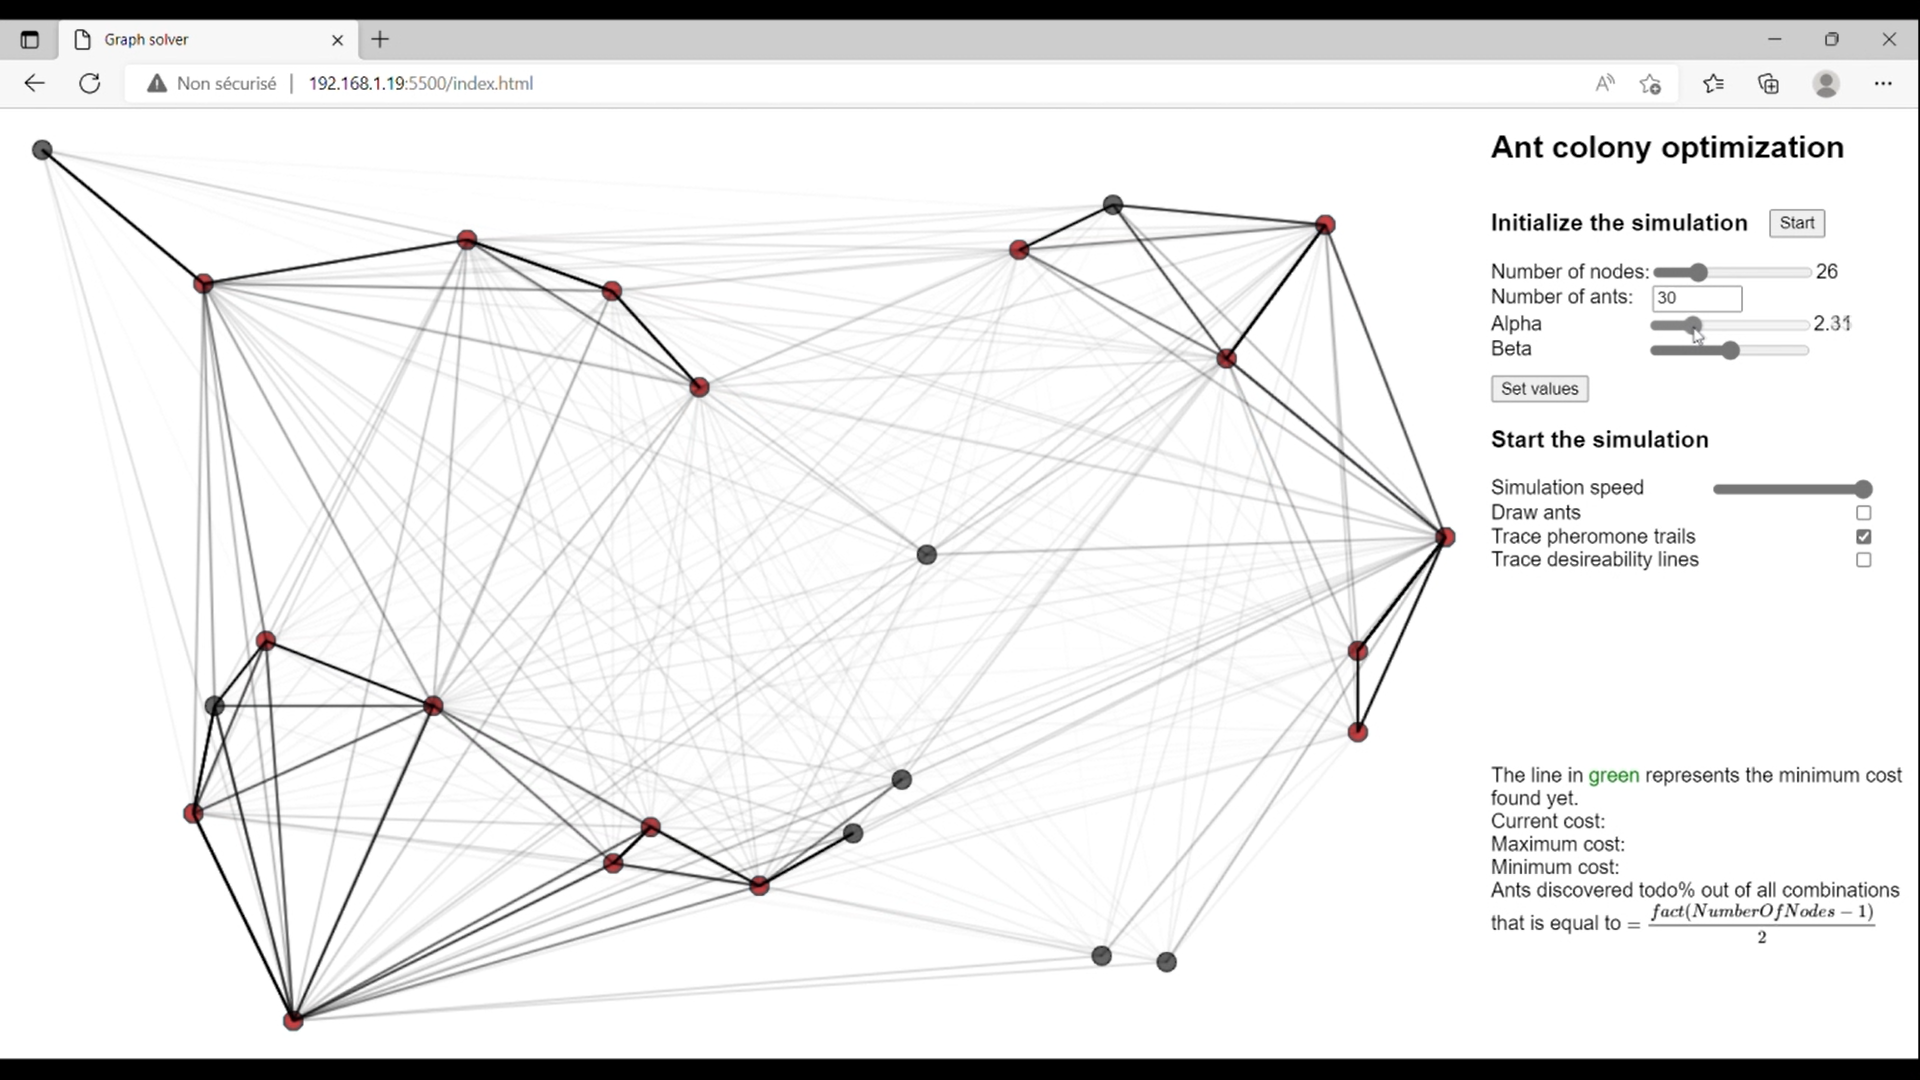 Graph solver
Non sécurisé 192.168.1.19:5500/index.html
Ant colony optimization
Initialize the simulation Start
Number of nodes: 26
Number of ants: 30
Alpha
Beta
Set values
Start the simulation
Simulation speed
Draw ants
Trace pheromone trails
Trace desireability lines
The line in green represents the minimum cost
found yet.
Current cost:
Maximum cost:
Minimum cost:
Ants discovered todo% out of all combinations
that is equal to = fact(NumberOfNodes − 1)
2